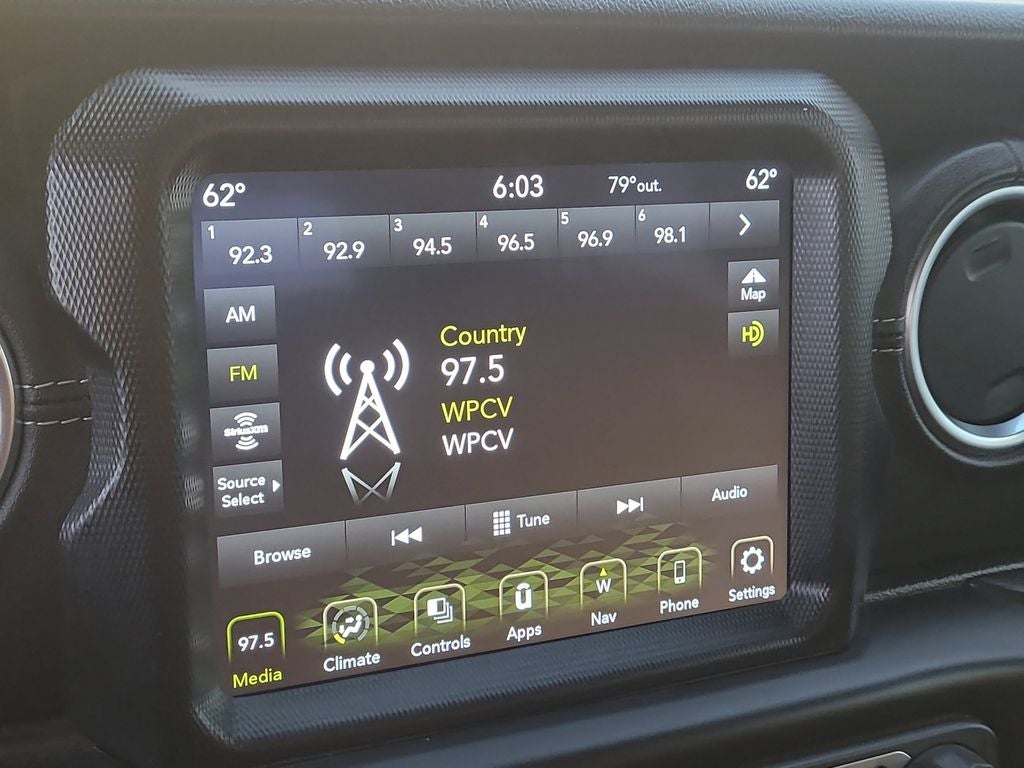 62° 6:03 79°out. 62°
1 92.3 2 92.9 3 94.5 4 96.5 5 96.9 6 98.1
Map
AM
HD
Country
FM
97.5
WPCV
SiriusXM
WPCV
Source
Select
Browse Tune Audio
97.5 W
Media Climate Controls Apps Nav Phone Settings